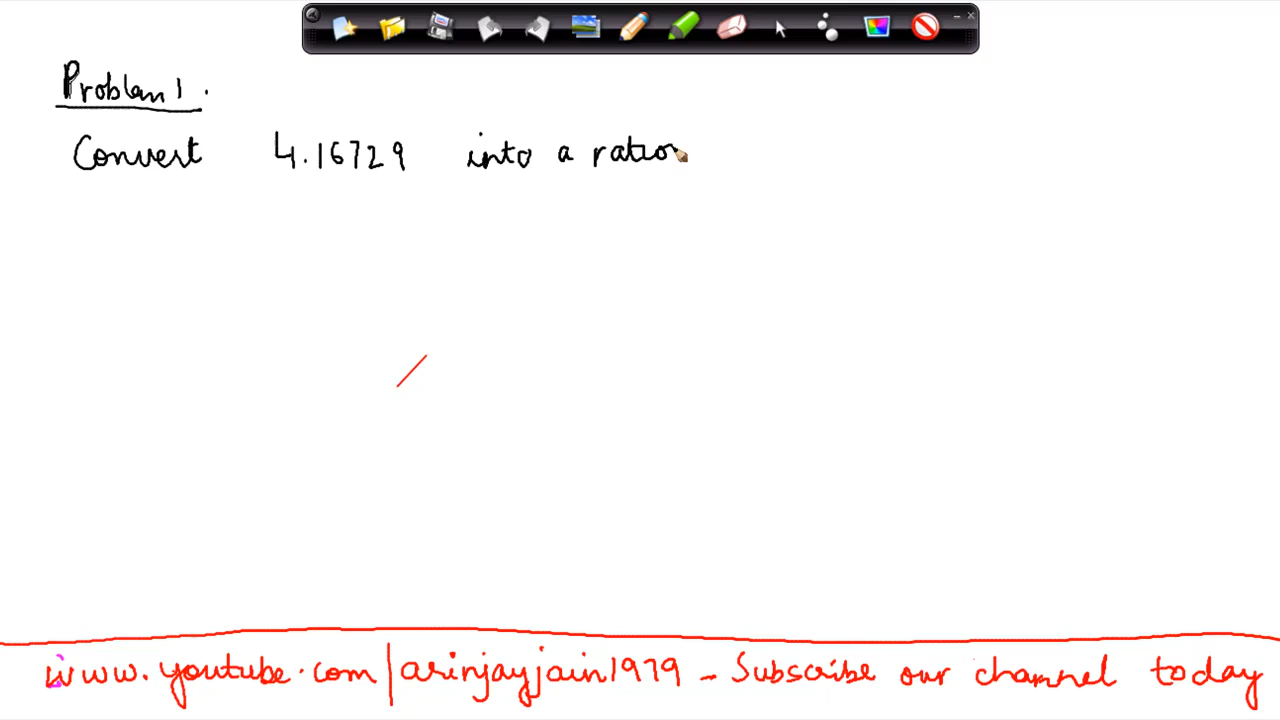 Problem 1.
Convert 4.16729 into a ratio
www.youtube.com/arinjayjain1979 - Subscribe our channel today